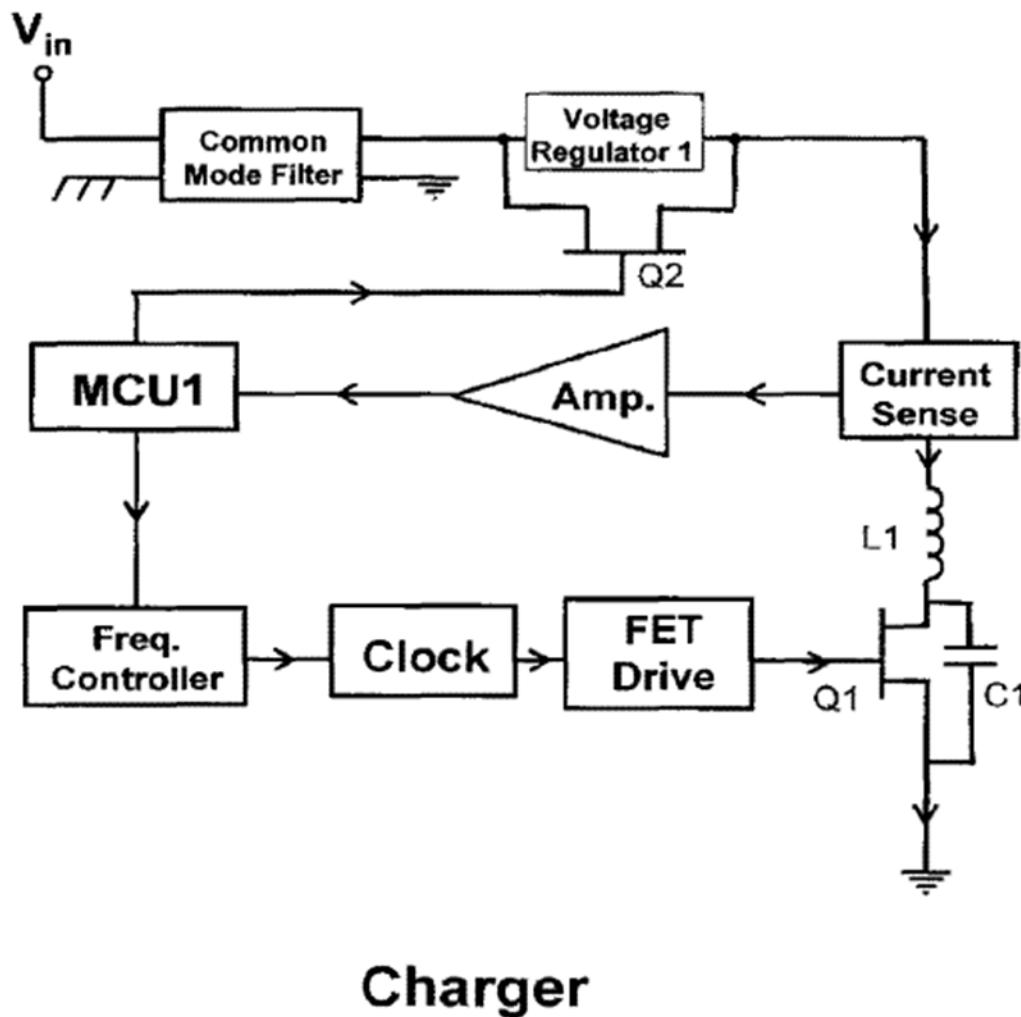 Vin
Common
Mode Filter
Voltage
Regulator 1
Q2
MCU1
Amp.
Current
Sense
L1
Freq.
Controller
Clock
FET
Drive
Q1
C1
Charger